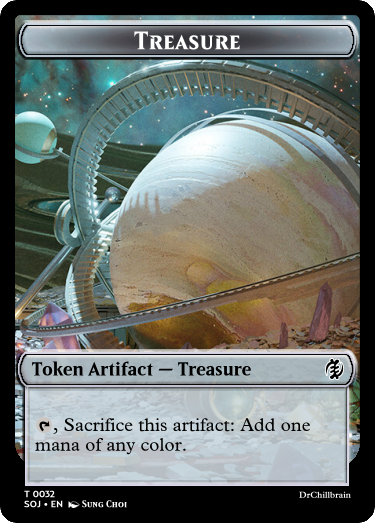 Treasure
Token Artifact — Treasure
, Sacrifice this artifact: Add one
mana of any color.
T 0032
SOJ • EN Sung Choi
DrChillbrain